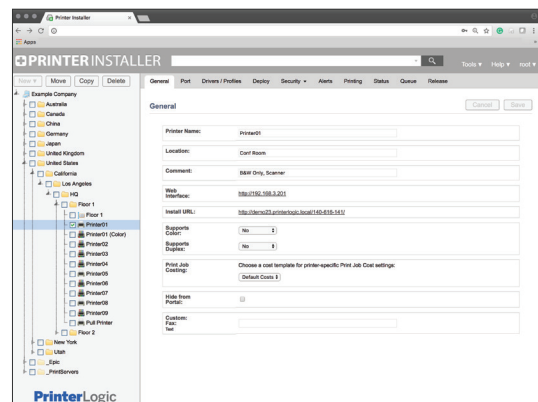 Printer Installer
Apps
PRINTER INSTALLER
Tools Help root
New Move Copy Delete
General Port Drivers / Profiles Deploy Security Alerts Printing Status Queue Release
Example Company
Australia
Canada
China
Germany
Japan
United Kingdom
United States
California
Los Angeles
HQ
Floor 1
Floor 1
Printer01
Printer01 (Color)
Printer02
Printer03
Printer04
Printer05
Printer06
Printer07
Printer08
Printer09
Pull Printer
Floor 2
New York
Utah
_Epic
_PrintServers
PrinterLogic
General
Cancel Save
Printer Name: Printer01
Location: Conf Room
Comment: B&W Only, Scanner
Web Interface: http://192.168.3.201
Install URL: http://demo23.printerlogic.local/140-616-141/
Supports Color: No
Supports Duplex: No
Print Job Costing: Choose a cost template for printer-specific Print Job Cost settings:
Default Costs
Hide from Portal:
Custom:
Fax:
Text